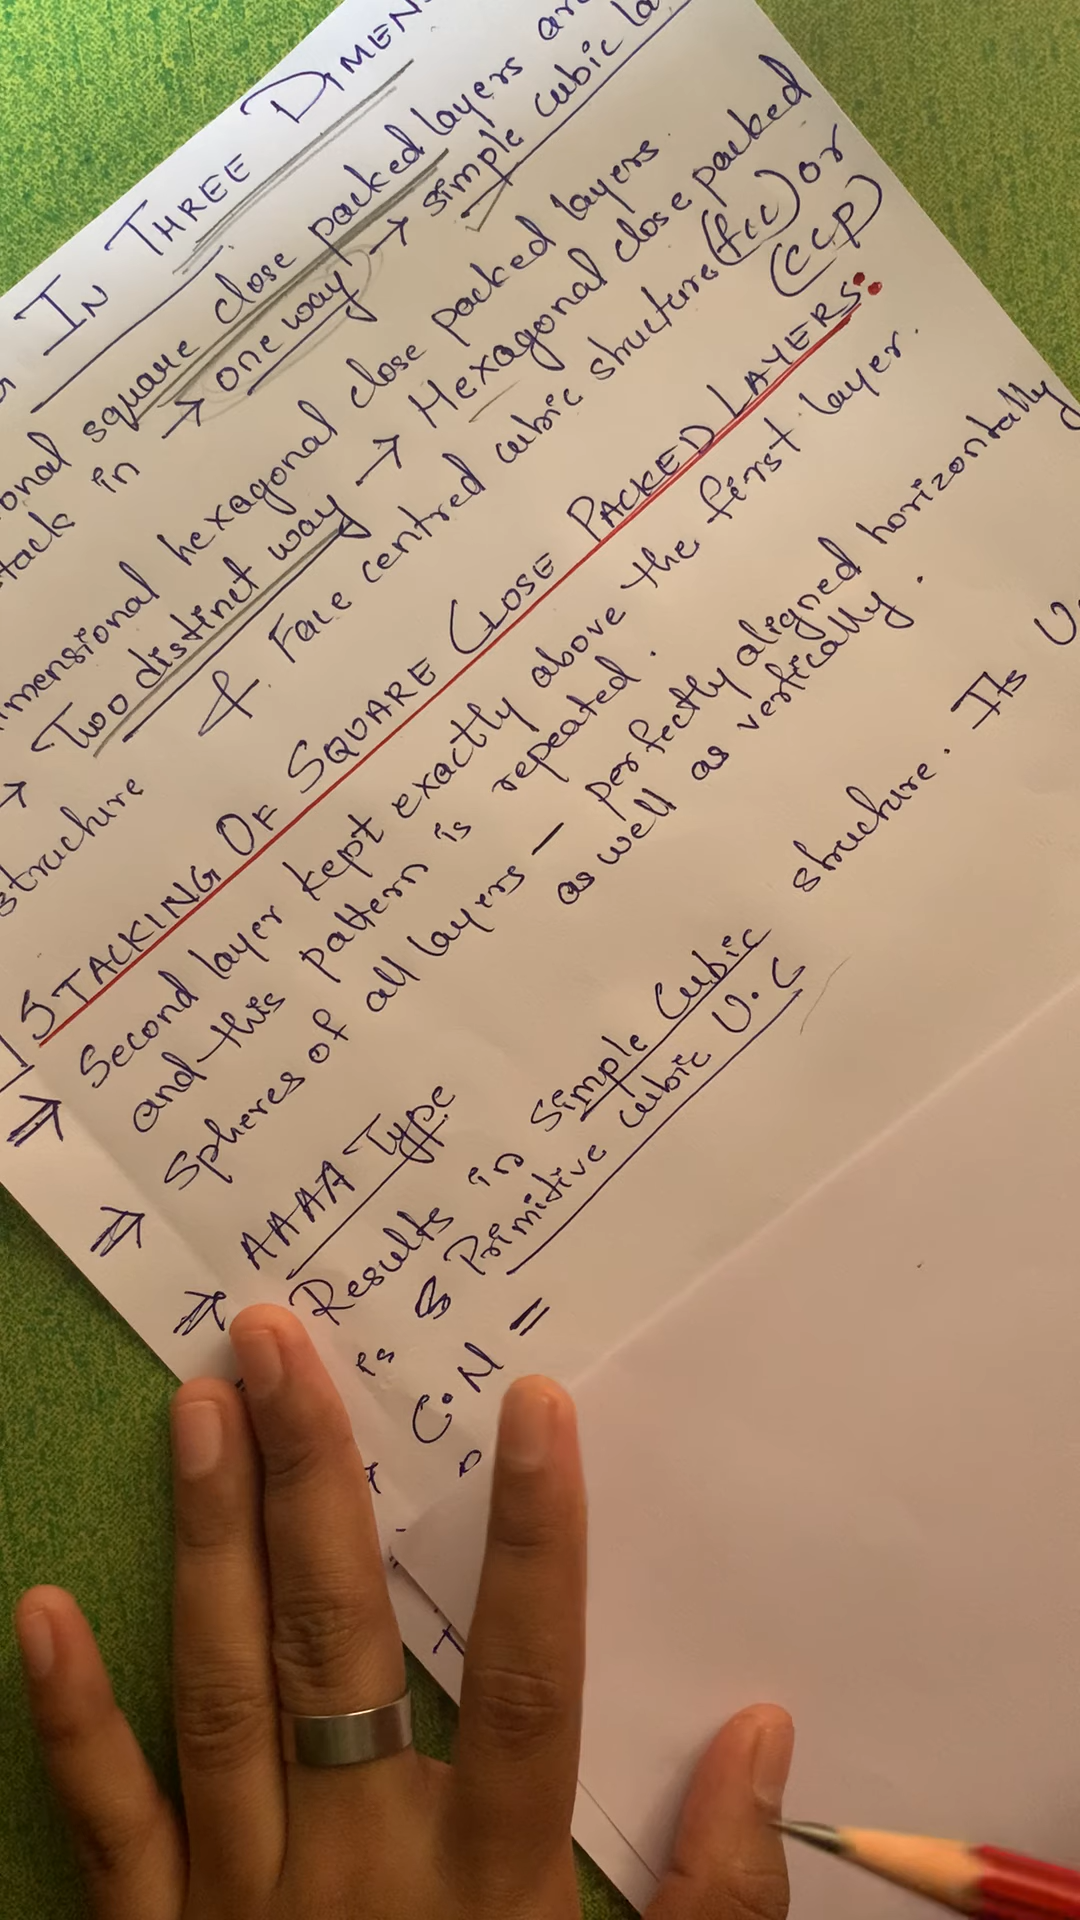 In THREE DIMENS
onal square close packed layers are
stack in → one way → simple cubic la
mensional hexagonal close packed layers
→ Two distinct way → Hexagonal close packed
structure & Face centred cubic structure (fcc) or
(CCP)
STACKING OF SQUARE CLOSE PACKED LAYERS:
⇒ Second layer kept exactly above the first layer.
and this pattern is repeated.
⇒ Spheres of all layers – perfectly aligned horizontally
as well as vertically.
⇒ AAAA Type
Results in simple cubic structure. Its U.
is Primitive cubic U.C
C.N =